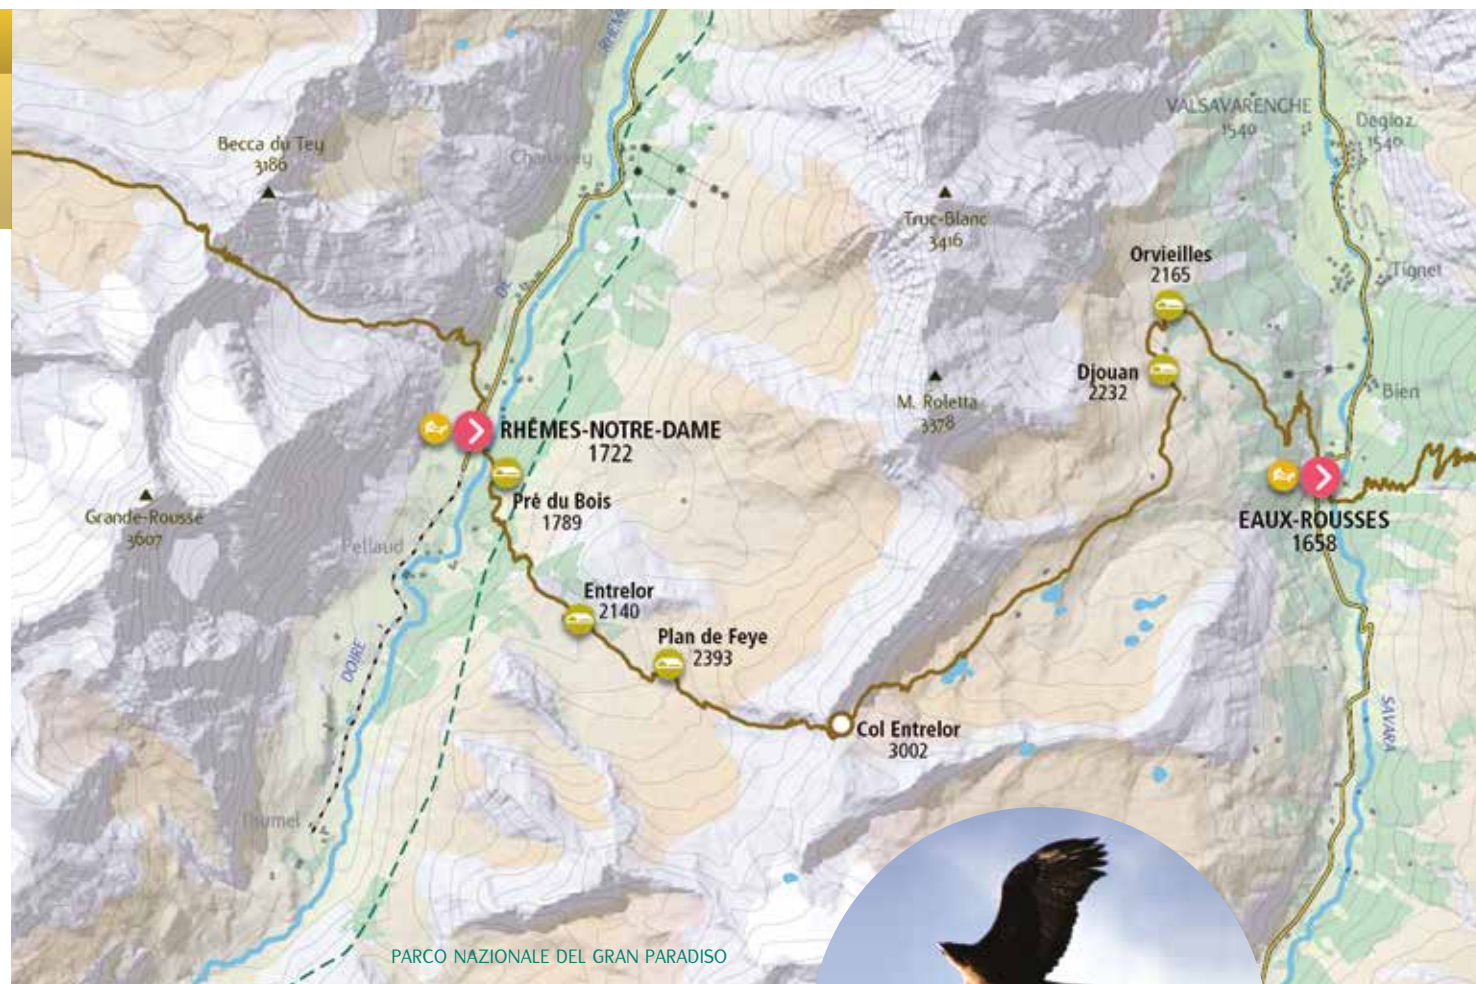 RHÊME
VALSAVARENCHE
1540
Degioz
1540
Becca du Tey
3186
Chanavey
Truc-Blanc
3416
Orvieilles
2165
Tignet
DE
Djouan
2232
M. Roletta
3378
Bien
RHÊMES-NOTRE-DAME
1722
Pré du Bois
1789
Grande-Rousse
3607
EAUX-ROUSSES
1658
Pellaud
Entrelor
2140
Plan de Feye
2393
DOIRE
SAVARA
Col Entrelor
3002
Thumel
PARCO NAZIONALE DEL GRAN PARADISO